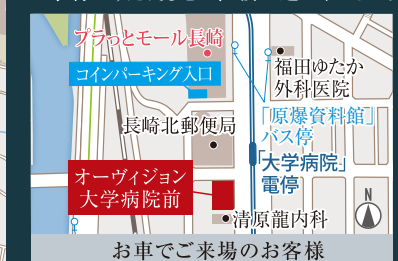 プラっとモール長崎
コインパーキング入口
福田ゆたか
外科医院
「原爆資料館」
バス停
長崎北郵便局
「大学病院」
電停
オーヴィジョン
大学病院前
清原龍内科
N
お車でご来場のお客様